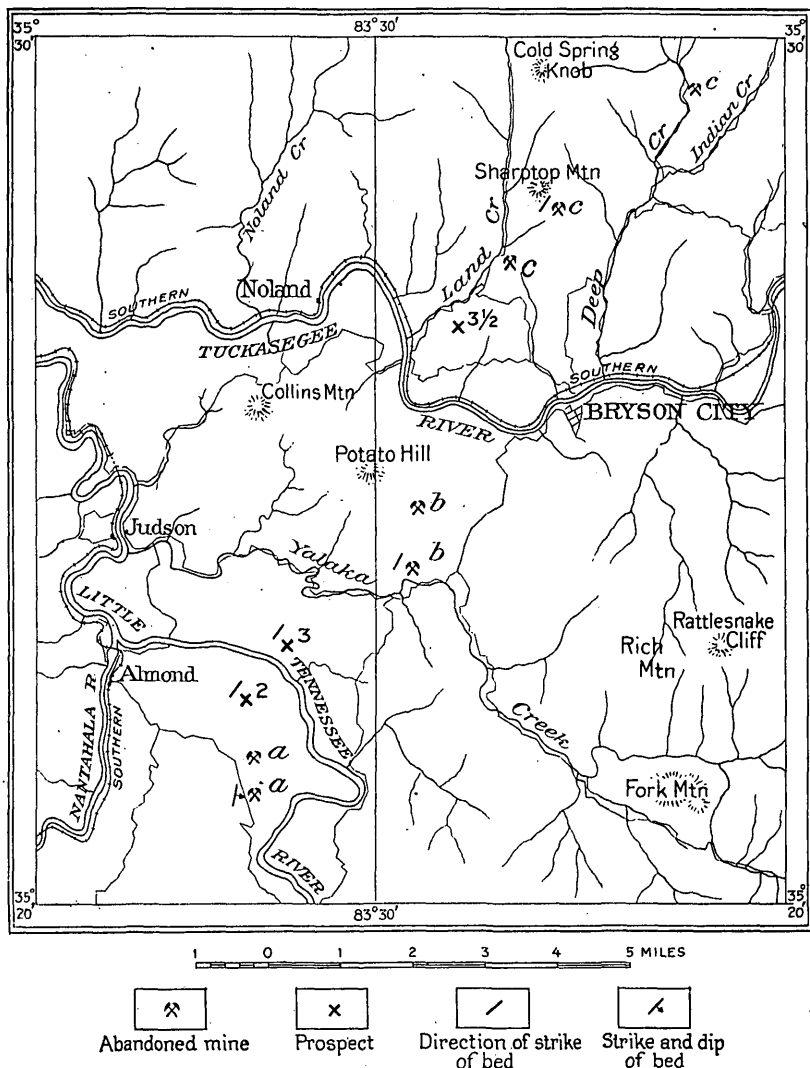 35°
30'
83°30'
35°
30'
Cold Spring
Knob
c
Noland Cr
Cr
Indian Cr
Sharptop Mtn
c
Land Cr
c
Deep
Noland
SOUTHERN
TUCKASEGEE
3½
SOUTHERN
Collins Mtn
RIVER
BRYSON CITY
Potato Hill
b
Judson
Yalaka
b
LITTLE
3
Rattlesnake
Cliff
Rich
Mtn
Almond
TENNESSEE
2
NANTAHALA R
SOUTHERN
a
Creek
a
Fork Mtn
RIVER
35°
20'
83°30'
35°
20'
1 0 1 2 3 4 5 MILES
Abandoned mine
Prospect
Direction of strike
of bed
Strike and dip
of bed